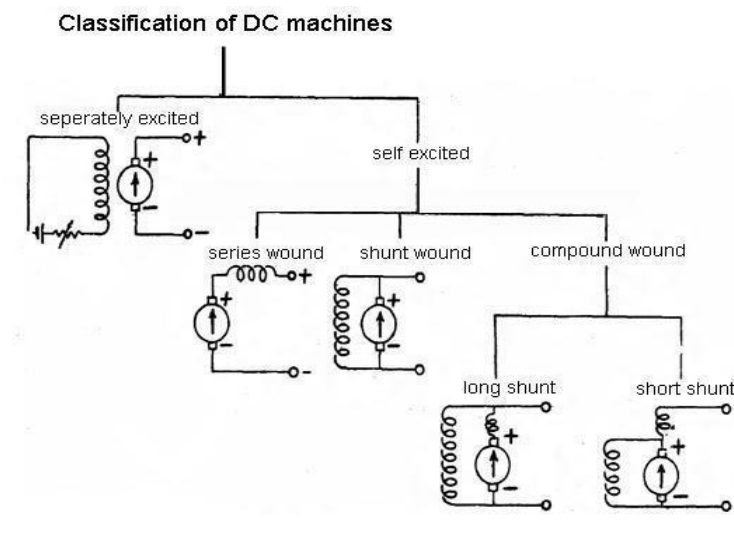 Classification of DC machines
seperately excited
self excited
+
+
-
-
series wound
shunt wound
compound wound
+
+
-
-
+
-
long shunt
short shunt
+
-
+
-